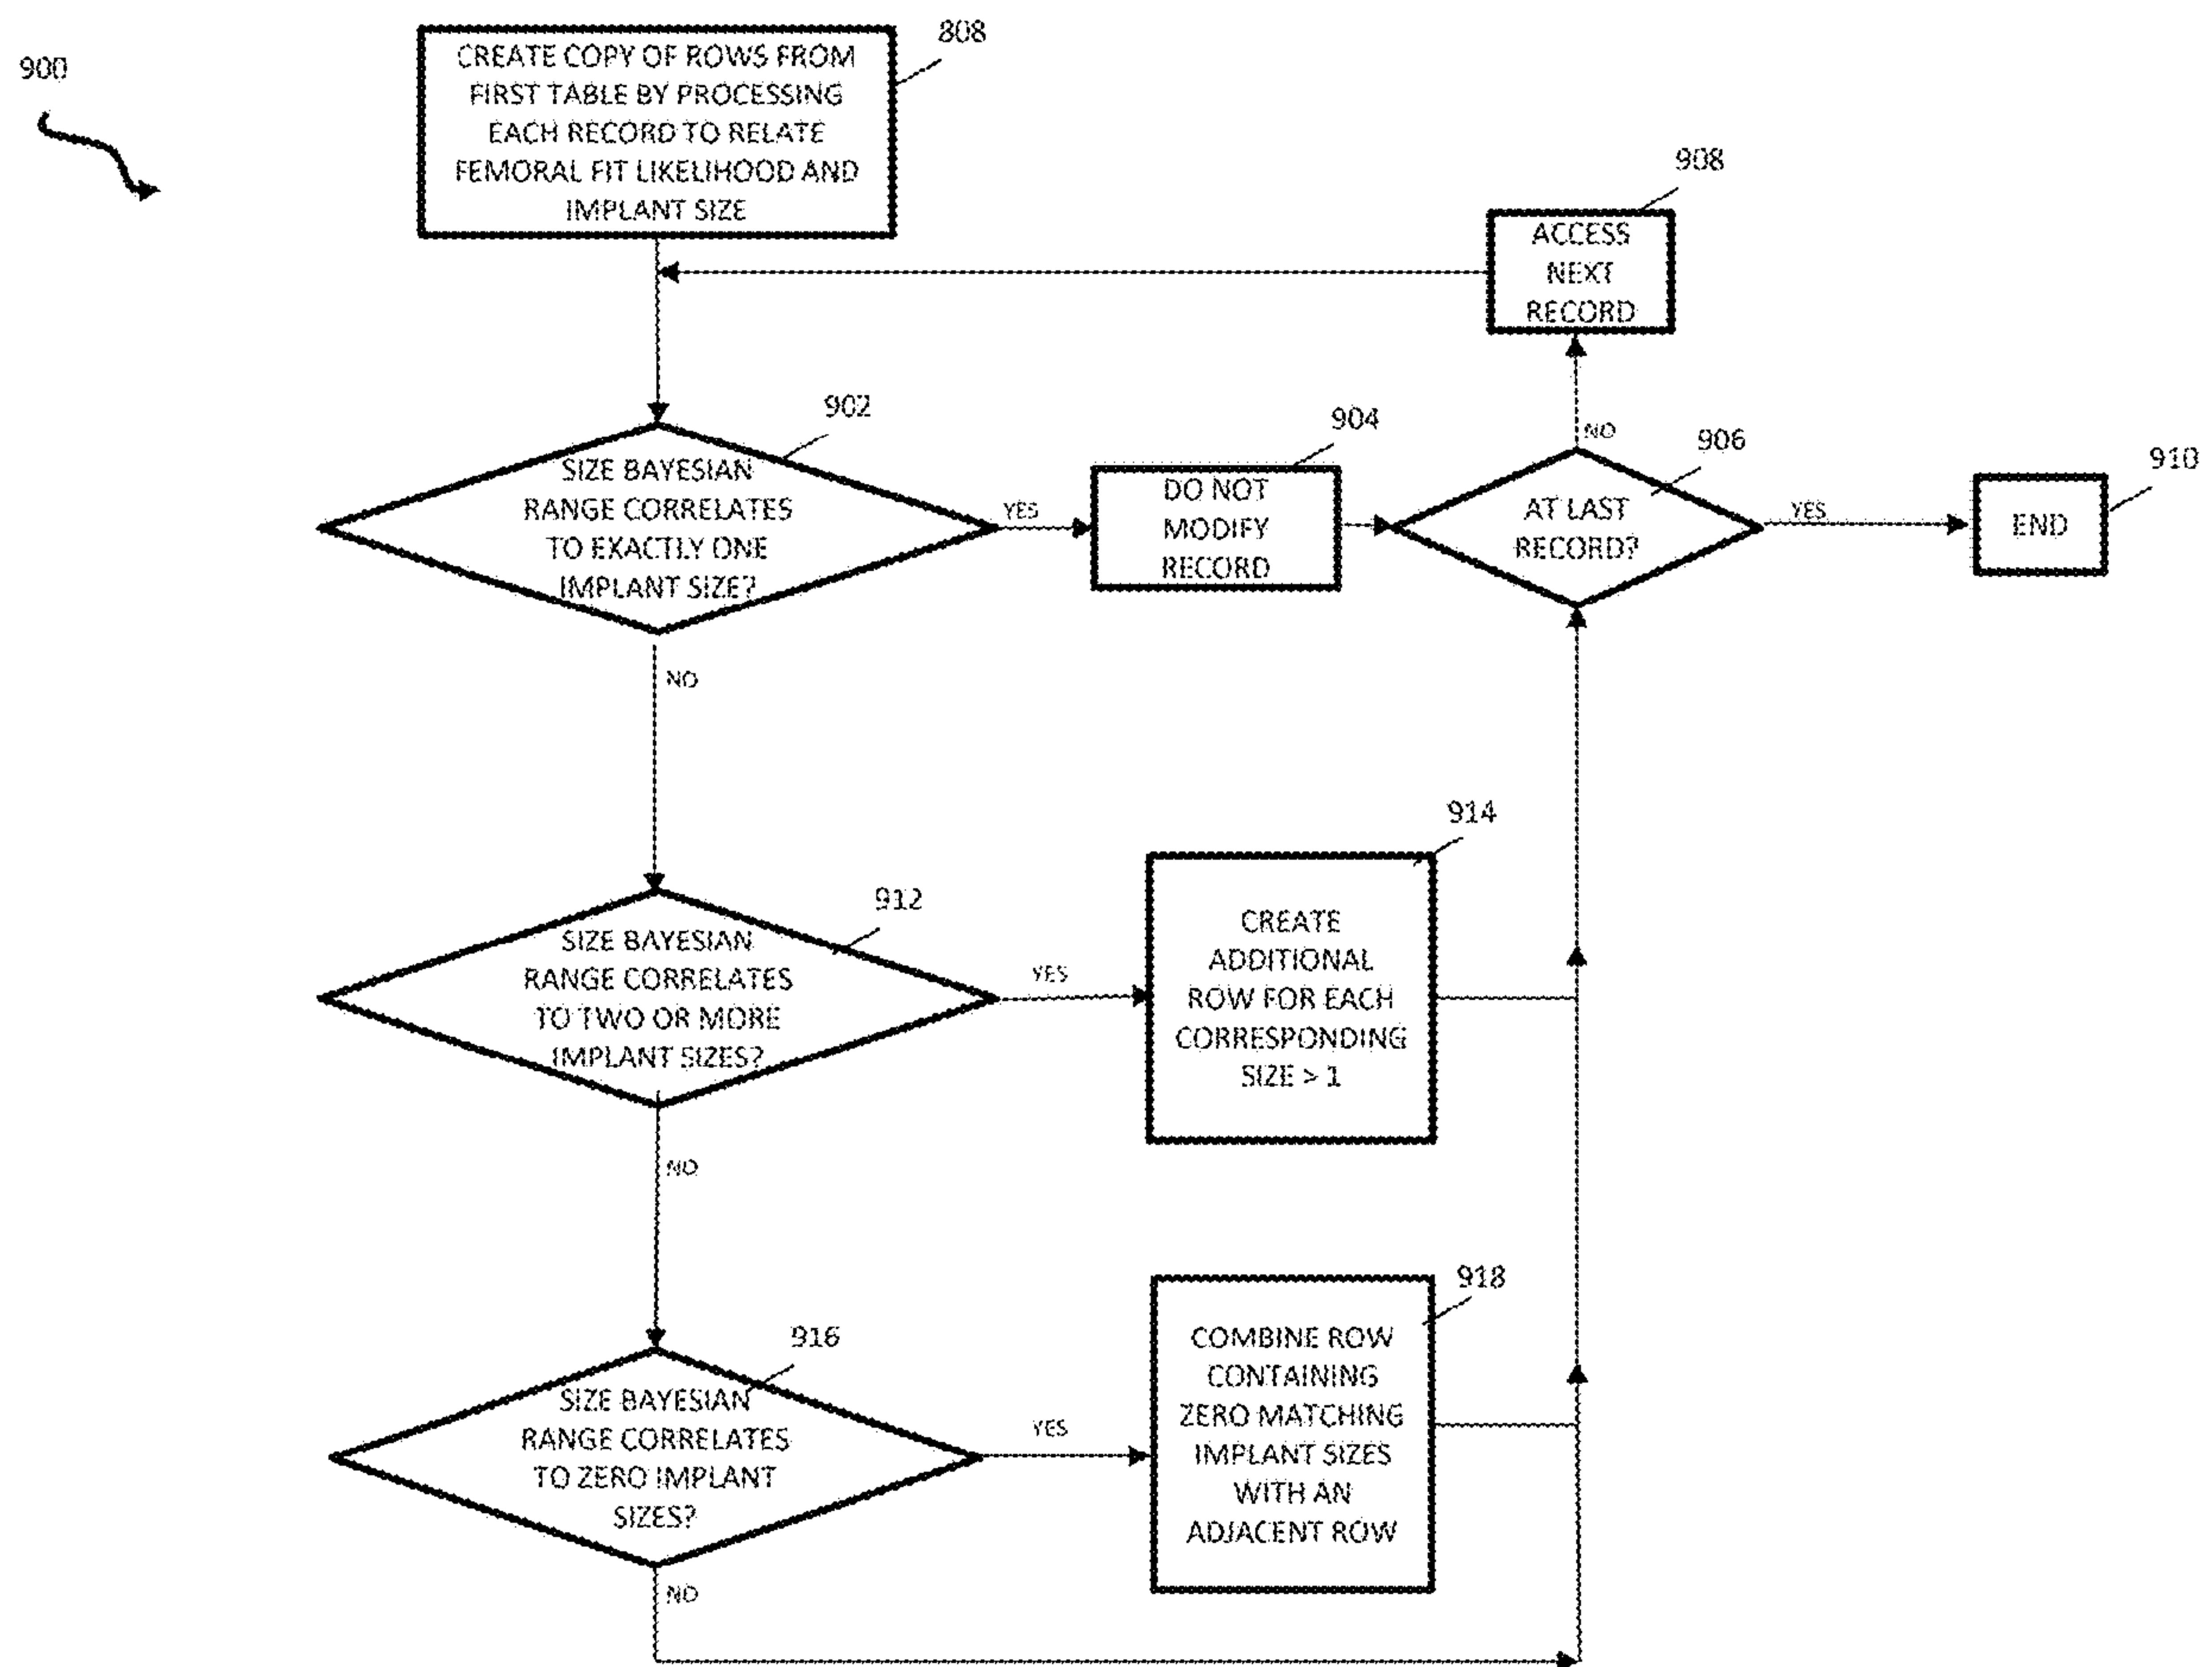 900
808
CREATE COPY OF ROWS FROM
FIRST TABLE BY PROCESSING
EACH RECORD TO RELATE
FEMORAL FIT LIKELIHOOD AND
IMPLANT SIZE
908
ACCESS
NEXT
RECORD
902
SIZE BAYESIAN
RANGE CORRELATES
TO EXACTLY ONE
IMPLANT SIZE?
YES
904
DO NOT
MODIFY
RECORD
NO
906
AT LAST
RECORD?
YES
910
END
NO
912
SIZE BAYESIAN
RANGE CORRELATES
TO TWO OR MORE
IMPLANT SIZES?
YES
914
CREATE
ADDITIONAL
ROW FOR EACH
CORRESPONDING
SIZE > 1
NO
916
SIZE BAYESIAN
RANGE CORRELATES
TO ZERO IMPLANT
SIZES?
YES
918
COMBINE ROW
CONTAINING
ZERO MATCHING
IMPLANT SIZES
WITH AN
ADJACENT ROW
NO